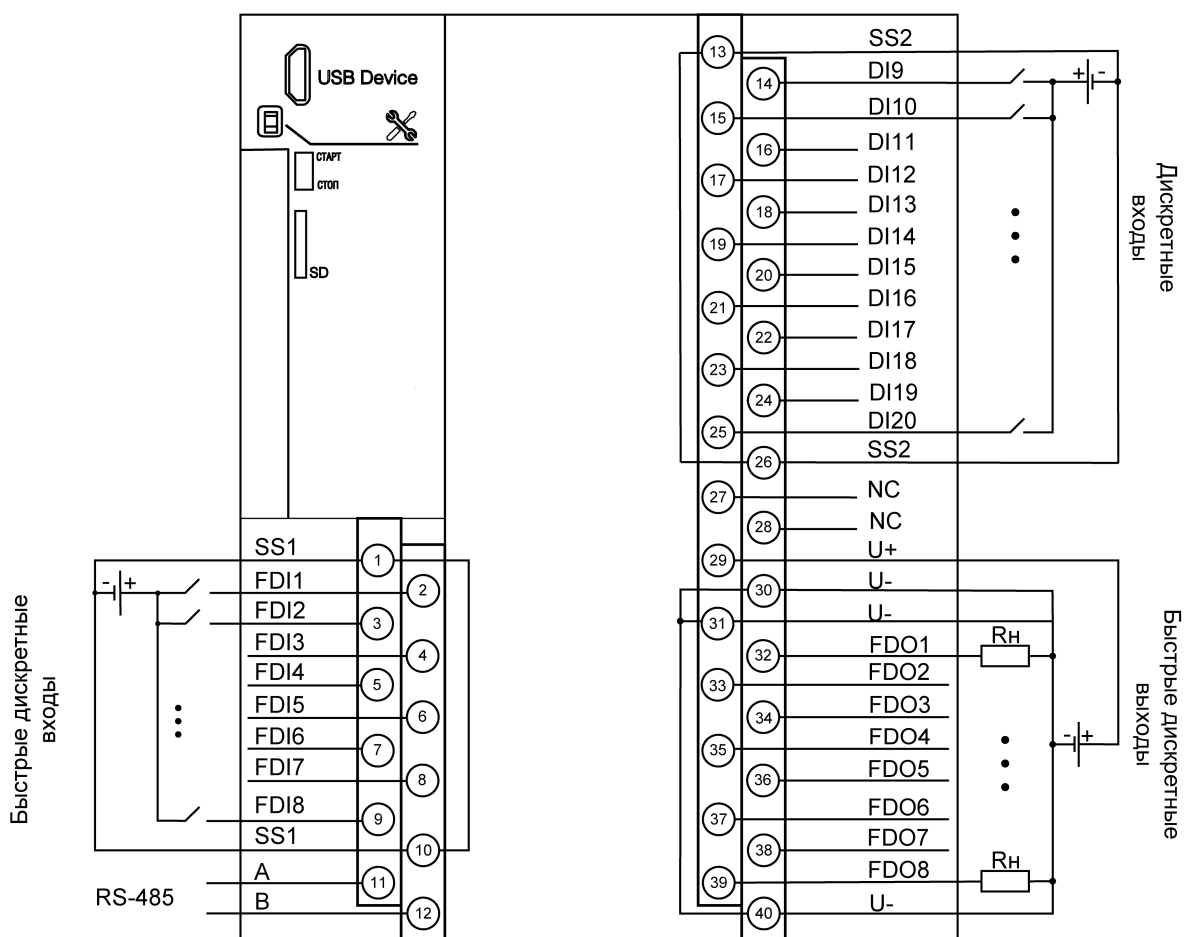 USB Device
СТАРТ
СТОП
SD
SS1
1
- +
FDI1
2
FDI2
3
FDI3
4
FDI4
5
FDI5
6
FDI6
7
FDI7
8
FDI8
9
SS1
10
A
11
RS-485
B
12
Быстрые дискретные
входы
13
SS2
14
DI9
+ -
15
DI10
16
DI11
17
DI12
18
DI13
19
DI14
20
DI15
21
DI16
22
DI17
23
DI18
24
DI19
25
DI20
26
SS2
Дискретные
входы
27
NC
28
NC
29
U+
30
U-
31
U-
32
FDO1
Rн
33
FDO2
34
FDO3
35
FDO4
- +
36
FDO5
37
FDO6
38
FDO7
39
FDO8
Rн
40
U-
Быстрые дискретные
выходы